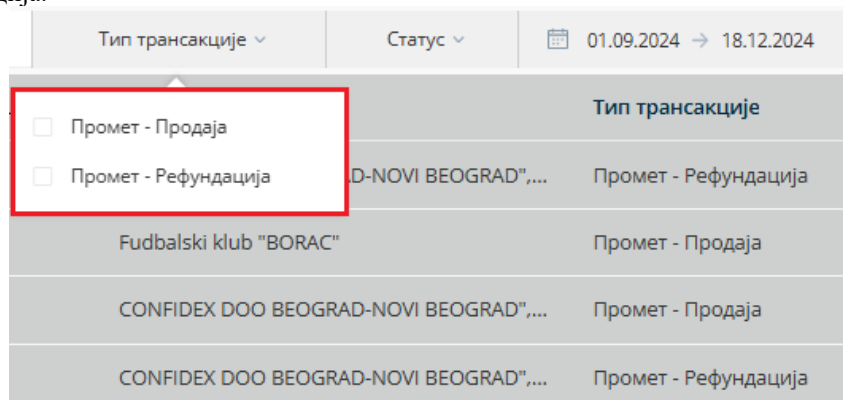 Тип трансакције Статус 01.09.2024 → 18.12.2024
Тип трансакције
Промет - Продаја
Промет - Рефундација
D-NOVI BEOGRAD",... Промет - Рефундација
Fudbalski klub "BORAC" Промет - Продаја
CONFIDEX DOO BEOGRAD-NOVI BEOGRAD",... Промет - Продаја
CONFIDEX DOO BEOGRAD-NOVI BEOGRAD",... Промет - Рефундација